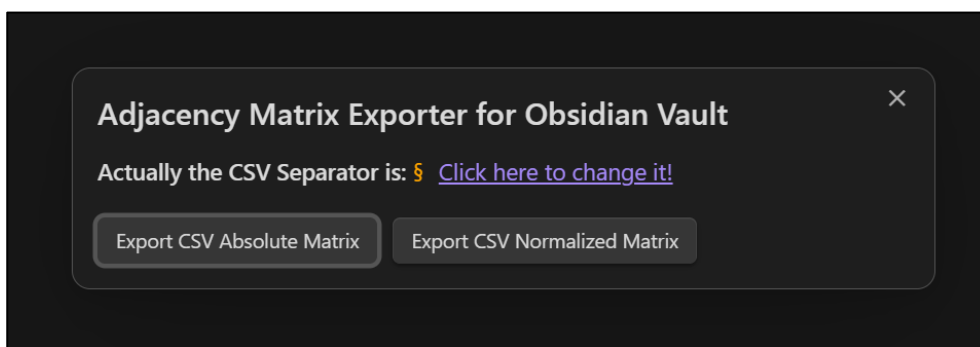 Adjacency Matrix Exporter for Obsidian Vault
Actually the CSV Separator is: § Click here to change it!
Export CSV Absolute Matrix Export CSV Normalized Matrix